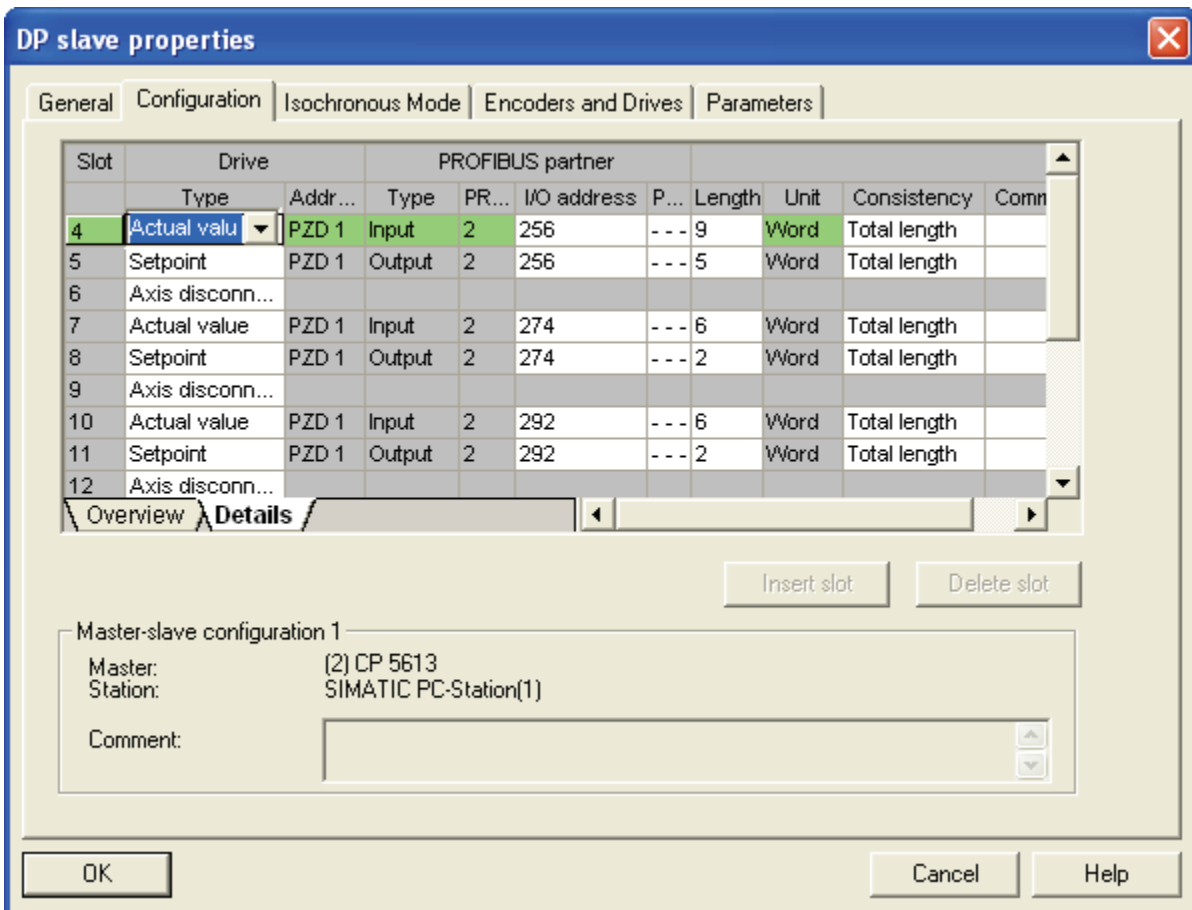 DP slave properties
General Configuration Isochronous Mode Encoders and Drives Parameters
Slot Drive PROFIBUS partner
Type Addr... Type PR... I/O address P... Length Unit Consistency Comm
4 Actual valu PZD 1 Input 2 256 - - - 9 Word Total length
5 Setpoint PZD 1 Output 2 256 - - - 5 Word Total length
6 Axis disconn...
7 Actual value PZD 1 Input 2 274 - - - 6 Word Total length
8 Setpoint PZD 1 Output 2 274 - - - 2 Word Total length
9 Axis disconn...
10 Actual value PZD 1 Input 2 292 - - - 6 Word Total length
11 Setpoint PZD 1 Output 2 292 - - - 2 Word Total length
12 Axis disconn...
Overview Details
Insert slot Delete slot
Master-slave configuration 1
Master: (2) CP 5613
Station: SIMATIC PC-Station(1)
Comment:
OK Cancel Help